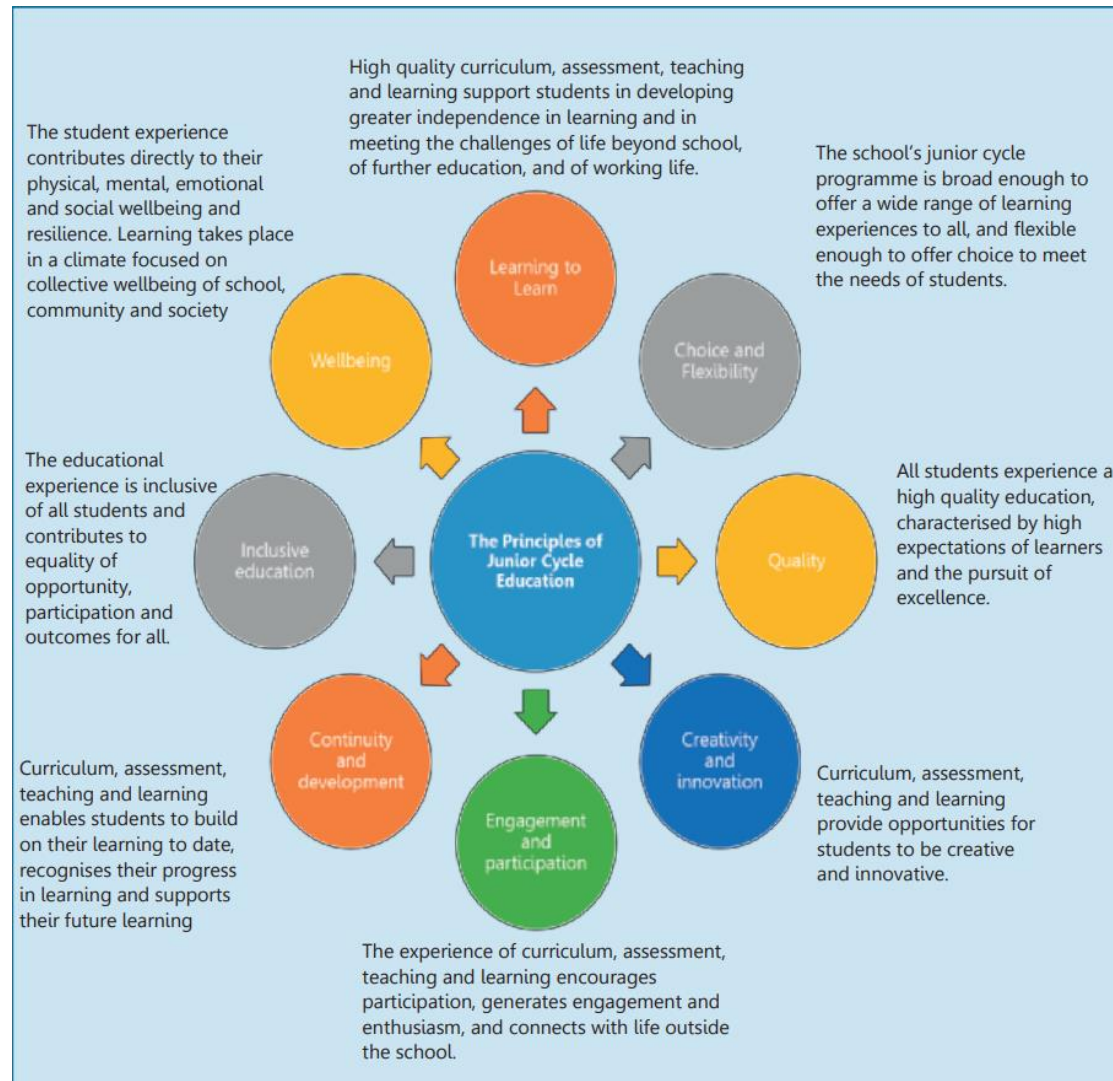 High quality curriculum, assessment, teaching
and learning support students in developing
greater independence in learning and in
meeting the challenges of life beyond school,
of further education, and of working life.
The student experience
contributes directly to their
physical, mental, emotional
and social wellbeing and
resilience. Learning takes place
in a climate focused on
collective wellbeing of school,
community and society
The school's junior cycle
programme is broad enough to
offer a wide range of learning
experiences to all, and flexible
enough to offer choice to meet
the needs of students.
Learning to
Learn
Wellbeing
Choice and
Flexibility
The educational
experience is inclusive
of all students and
contributes to
equality of
opportunity,
participation and
outcomes for all.
Inclusive
education
The Principles of
Junior Cycle
Education
Quality
All students experience a
high quality education,
characterised by high
expectations of learners
and the pursuit of
excellence.
Continuity
and
development
Engagement
and
participation
Creativity
and
innovation
Curriculum, assessment,
teaching and learning
enables students to build
on their learning to date,
recognises their progress
in learning and supports
their future learning
Curriculum, assessment,
teaching and learning
provide opportunities for
students to be creative
and innovative.
The experience of curriculum, assessment,
teaching and learning encourages
participation, generates engagement and
enthusiasm, and connects with life outside
the school.